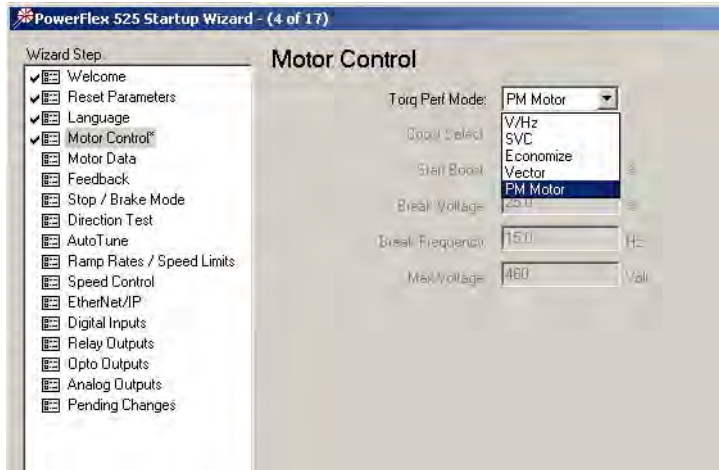 PowerFlex 525 Startup Wizard - (4 of 17)
Wizard Step
Welcome
Reset Parameters
Language
Motor Control*
Motor Data
Feedback
Stop / Brake Mode
Direction Test
AutoTune
Ramp Rates / Speed Limits
Speed Control
EtherNet/IP
Digital Inputs
Relay Outputs
Opto Outputs
Analog Outputs
Pending Changes
Motor Control
Torq Perf Mode: PM Motor
V/Hz
SVC
Economize
Vector
PM Motor
Boost Select
Start Boost
Break Voltage 25.0
Break Frequency 15.0 Hz
Max Voltage 460 Volt